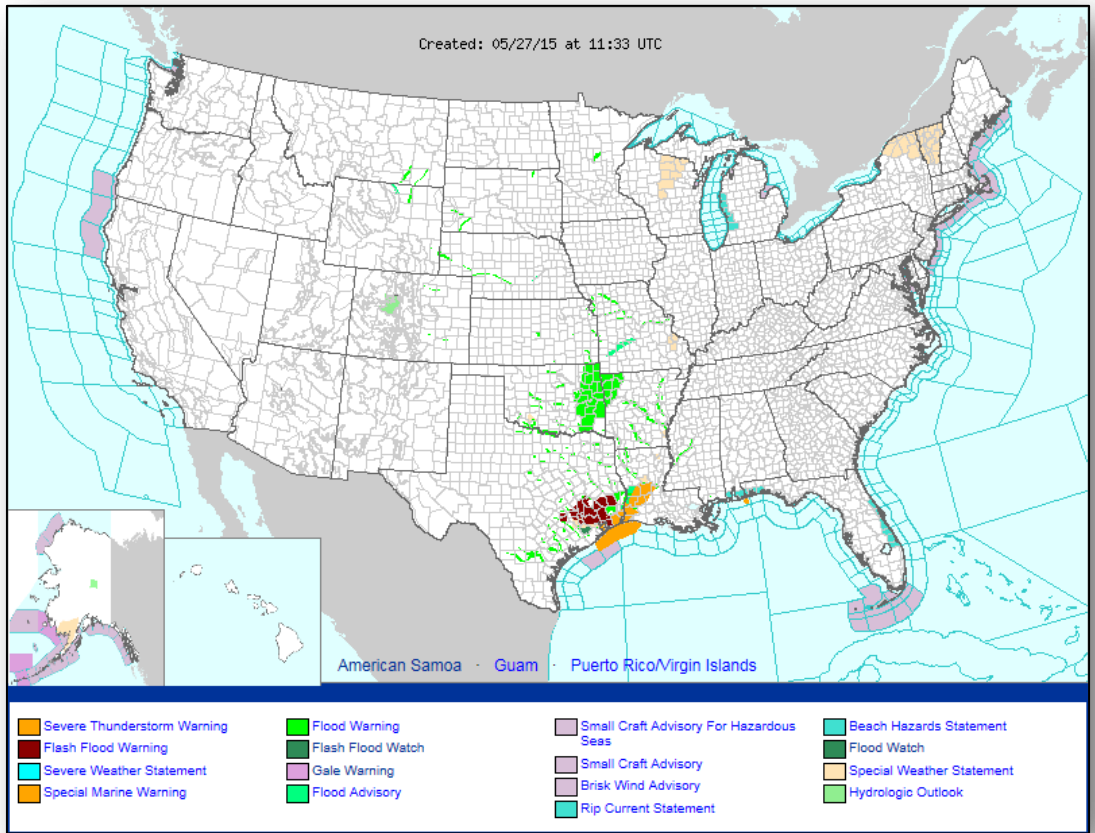 Created: 05/27/15 at 11:33 UTC
American Samoa · Guam · Puerto Rico/Virgin Islands
Severe Thunderstorm Warning
Flash Flood Warning
Severe Weather Statement
Special Marine Warning
Flood Warning
Flash Flood Watch
Gale Warning
Flood Advisory
Small Craft Advisory For Hazardous
Seas
Small Craft Advisory
Brisk Wind Advisory
Rip Current Statement
Beach Hazards Statement
Flood Watch
Special Weather Statement
Hydrologic Outlook